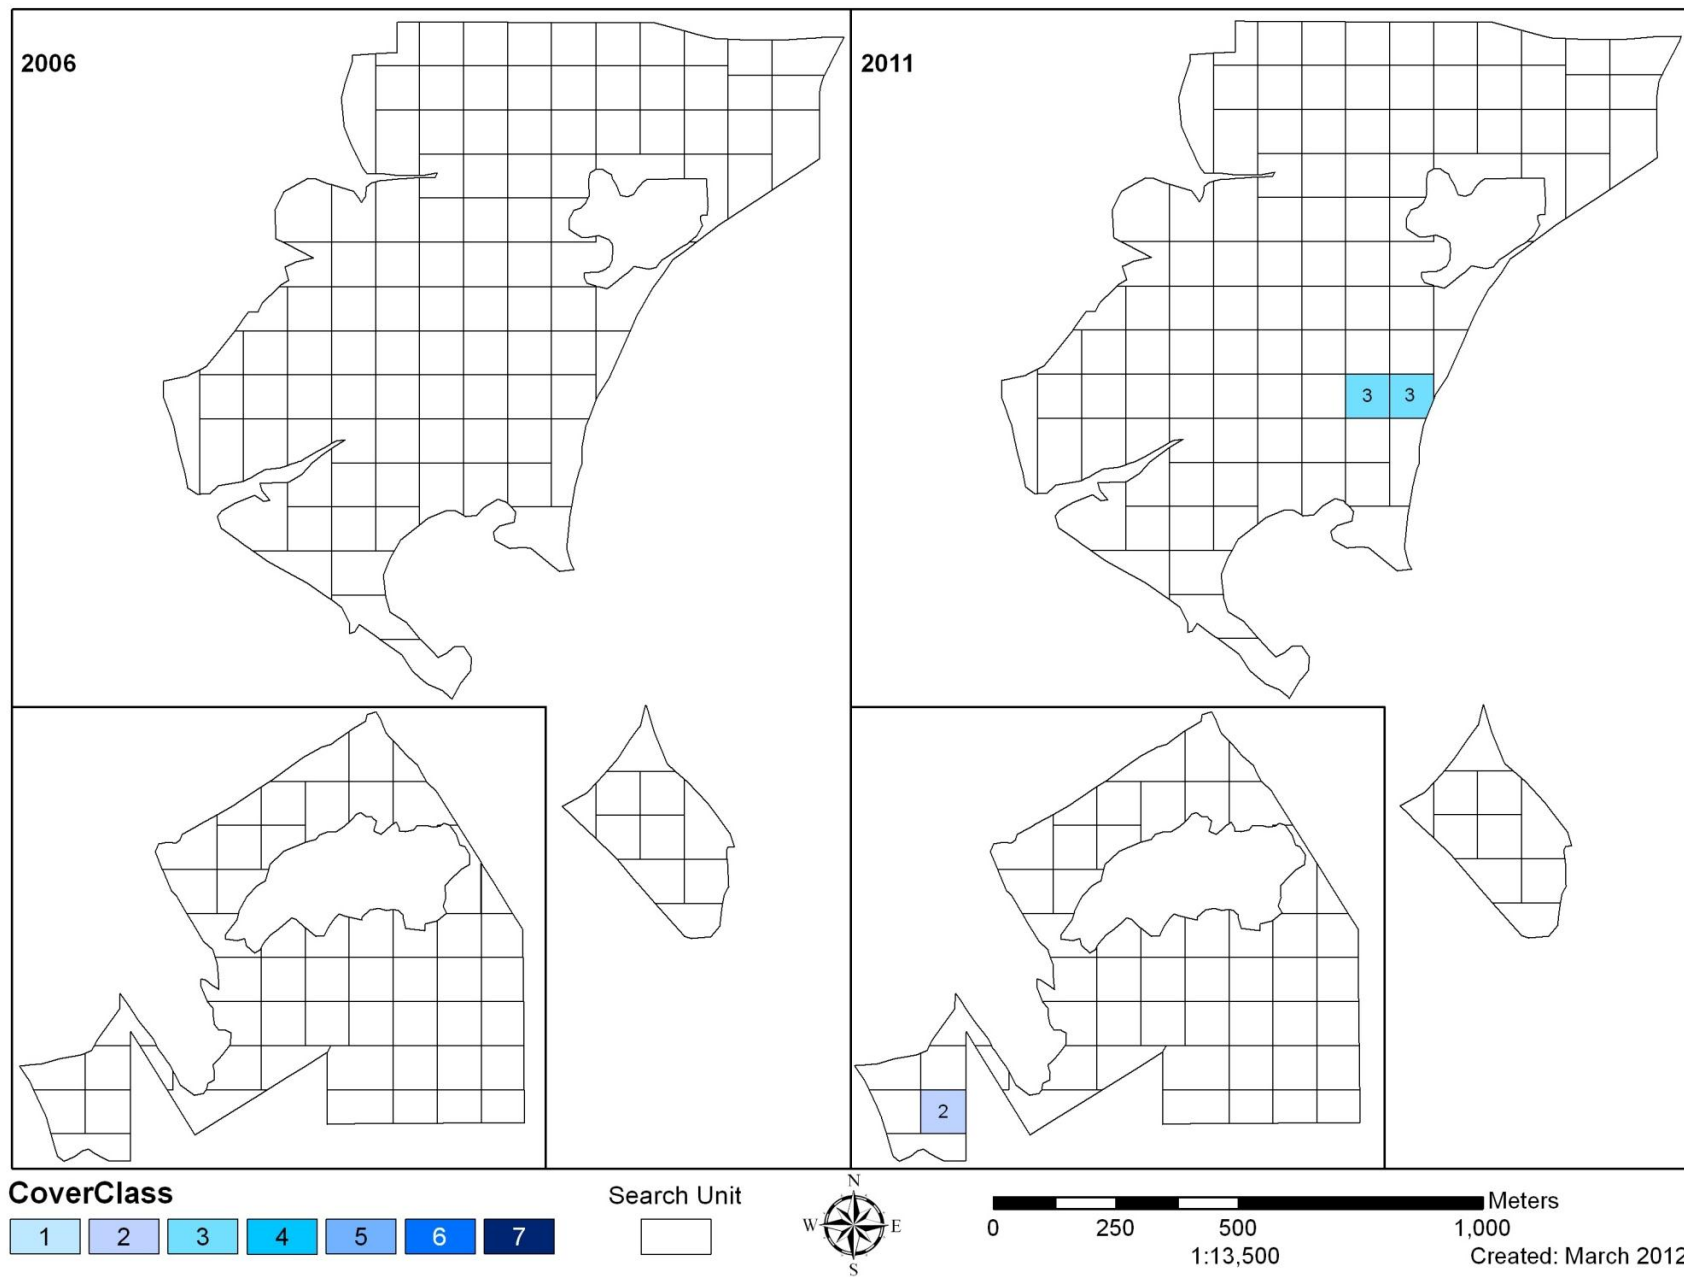 2006
2011
3 3
2
CoverClass
1 2 3 4 5 6 7
Search Unit
N
W E
S
Meters
0 250 500 1,000
1:13,500
Created: March 2012